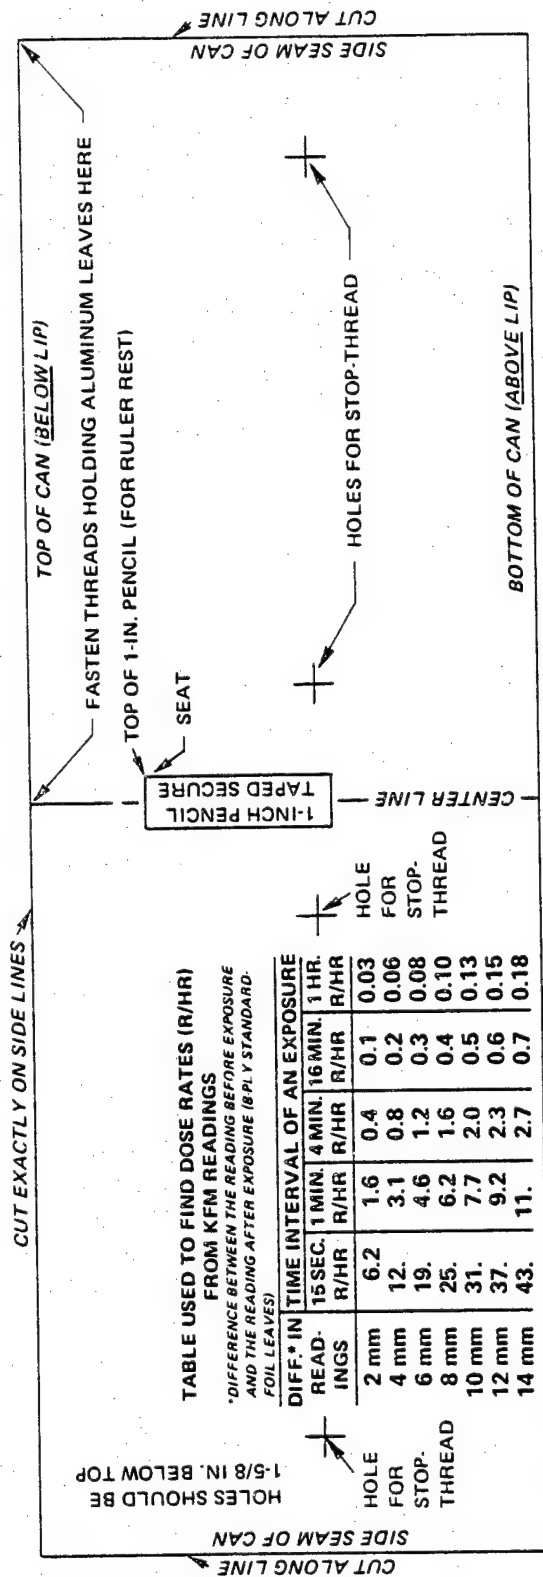 CUT EXACTLY ON SIDE LINES
CUT ALONG LINE
SIDE SEAM OF CAN
HOLES SHOULD BE
1-5/8 IN. BELOW TOP
HOLE
FOR
STOP-
THREAD
TABLE USED TO FIND DOSE RATES (R/HR)
FROM KFM READINGS
*DIFFERENCE BETWEEN THE READING BEFORE EXPOSURE
AND THE READING AFTER EXPOSURE (8-PLY STANDARD-
FOIL LEAVES)
DIFF.* IN TIME INTERVAL OF AN EXPOSURE
READ- 15 SEC. 1 MIN. 4 MIN. 16 MIN. 1 HR.
INGS R/HR R/HR R/HR R/HR R/HR
2 mm 6.2 1.6 0.4 0.1 0.03
4 mm 12. 3.1 0.8 0.2 0.06
6 mm 19. 4.6 1.2 0.3 0.08
8 mm 25. 6.2 1.6 0.4 0.10
10 mm 31. 7.7 2.0 0.5 0.13
12 mm 37. 9.2 2.3 0.6 0.15
14 mm 43. 11. 2.7 0.7 0.18
HOLE
FOR
STOP-
THREAD
1-INCH PENCIL
TAPED SECURE
CENTER LINE
TOP OF CAN (BELOW LIP)
FASTEN THREADS HOLDING ALUMINUM LEAVES HERE
TOP OF 1-IN. PENCIL (FOR RULER REST)
SEAT
HOLES FOR STOP-THREAD
BOTTOM OF CAN (ABOVE LIP)
SIDE SEAM OF CAN
CUT ALONG LINE